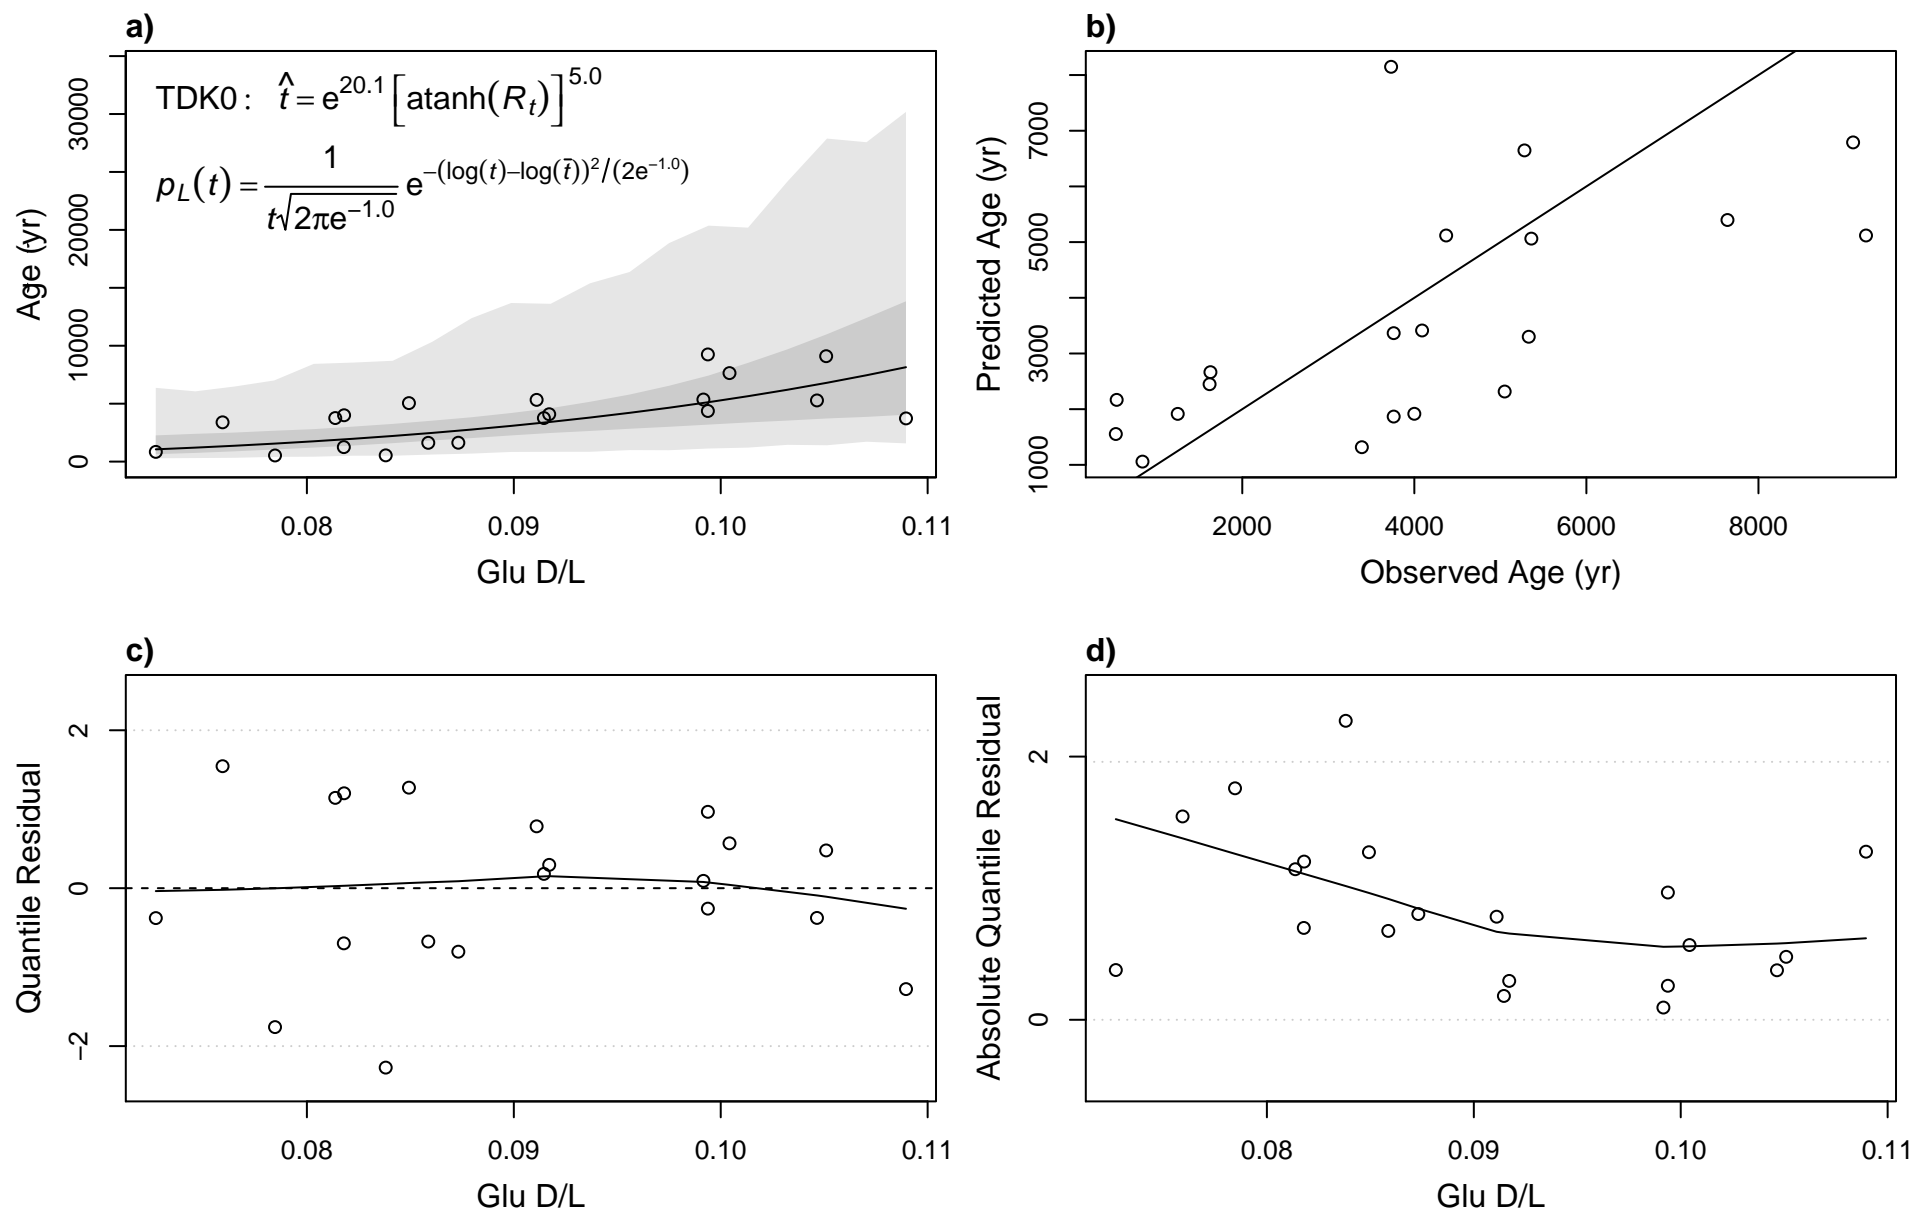 a)
TDK0: t̂ = e^20.1 [atanh(R_t)]^5.0
p_L(t) = 1 / (t√(2πe^−1.0)) e^−(log(t)−log(t̄))²/(2e^−1.0)
Age (yr)
0 10000 20000 30000
0.08 0.09 0.10 0.11
Glu D/L
b)
Predicted Age (yr)
1000 3000 5000 7000
2000 4000 6000 8000
Observed Age (yr)
c)
Quantile Residual
−2 0 2
0.08 0.09 0.10 0.11
Glu D/L
d)
Absolute Quantile Residual
0 2
0.08 0.09 0.10 0.11
Glu D/L